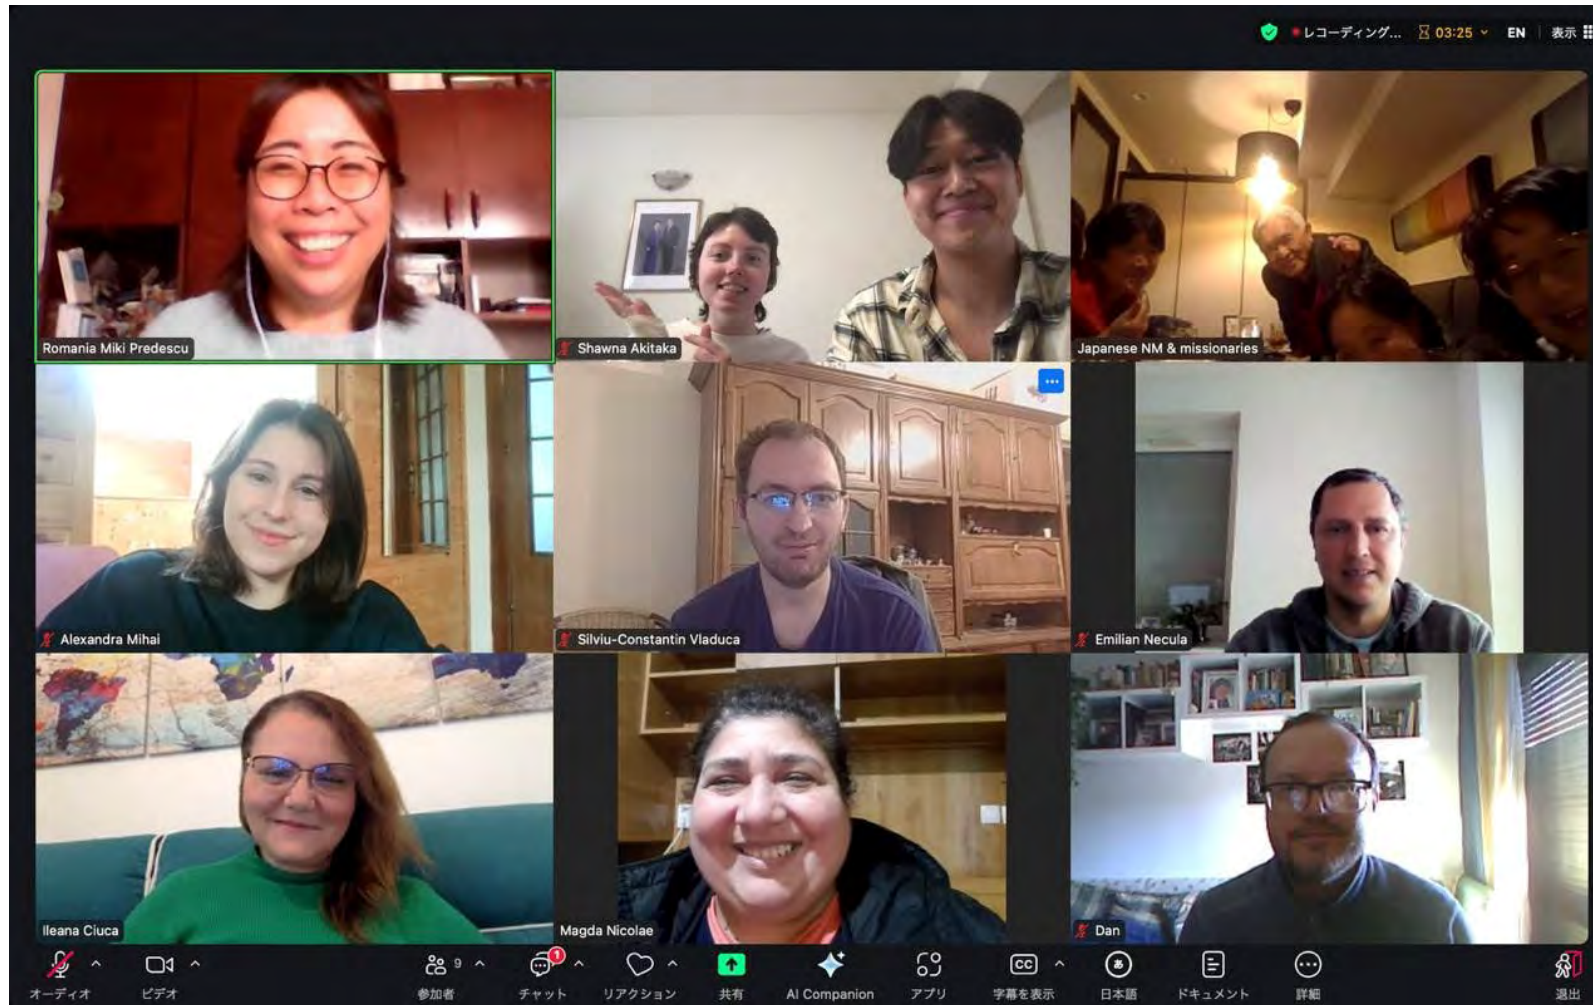 レコーディング... 03:25 EN 表示
Romania Miki Predescu
Shawna Akitaka
Japanese NM & missionaries
Alexandra Mihai
Silviu-Constantin Vladuca
Emilian Necula
Ileana Ciuca
Magda Nicolae
Dan
9 1 CC あ
オーディオ ビデオ 参加者 チャット リアクション 共有 AI Companion アプリ 字幕を表示 日本語 ドキュメント 詳細 退出